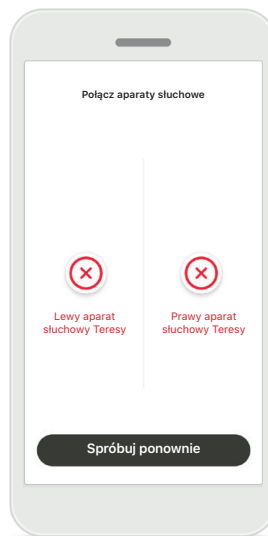 Połącz aparaty słuchowe
Lewy aparat
słuchowy Teresy
Prawy aparat
słuchowy Teresy
Spróbuj ponownie